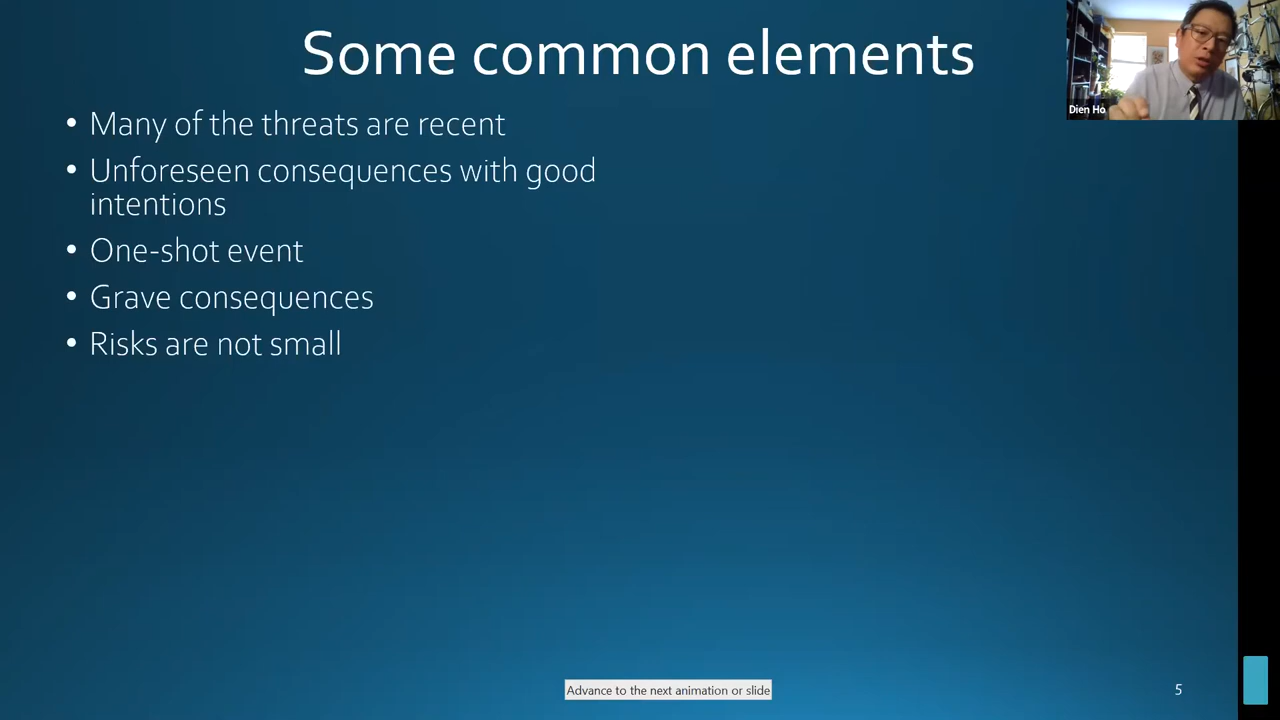 Some common elements
• Many of the threats are recent
• Unforeseen consequences with good
intentions
• One-shot event
• Grave consequences
• Risks are not small
Dien Ho
Advance to the next animation or slide
5